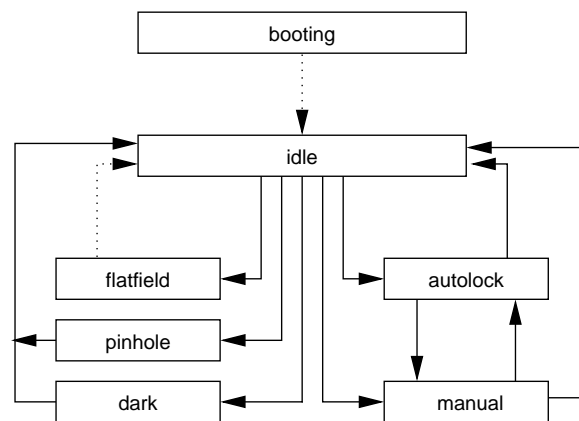 booting
idle
flatfield
autolock
pinhole
dark
manual